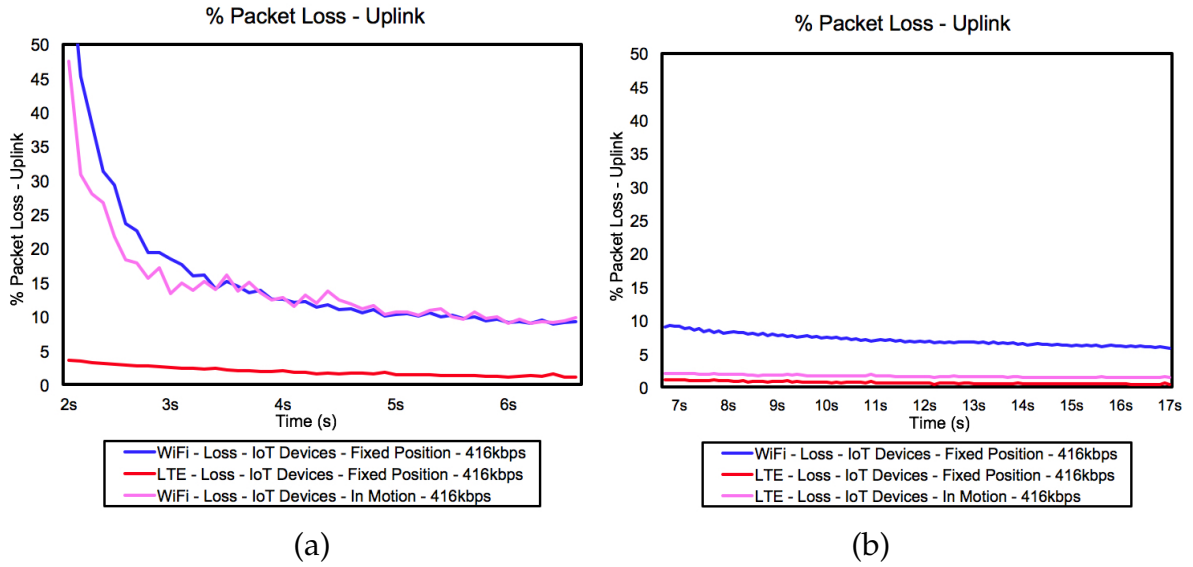 % Packet Loss - Uplink
50
45
40
35
30
25
20
15
10
5
0
% Packet Loss - Uplink
2s 3s 4s 5s 6s
Time (s)
WiFi - Loss - IoT Devices - Fixed Position - 416kbps
LTE - Loss - IoT Devices - Fixed Position - 416kbps
WiFi - Loss - IoT Devices - In Motion - 416kbps
(a)
% Packet Loss - Uplink
50
45
40
35
30
25
20
15
10
5
0
% Packet Loss - Uplink
7s 8s 9s 10s 11s 12s 13s 14s 15s 16s 17s
Time (s)
WiFi - Loss - IoT Devices - Fixed Position - 416kbps
LTE - Loss - IoT Devices - Fixed Position - 416kbps
LTE - Loss - IoT Devices - In Motion - 416kbps
(b)